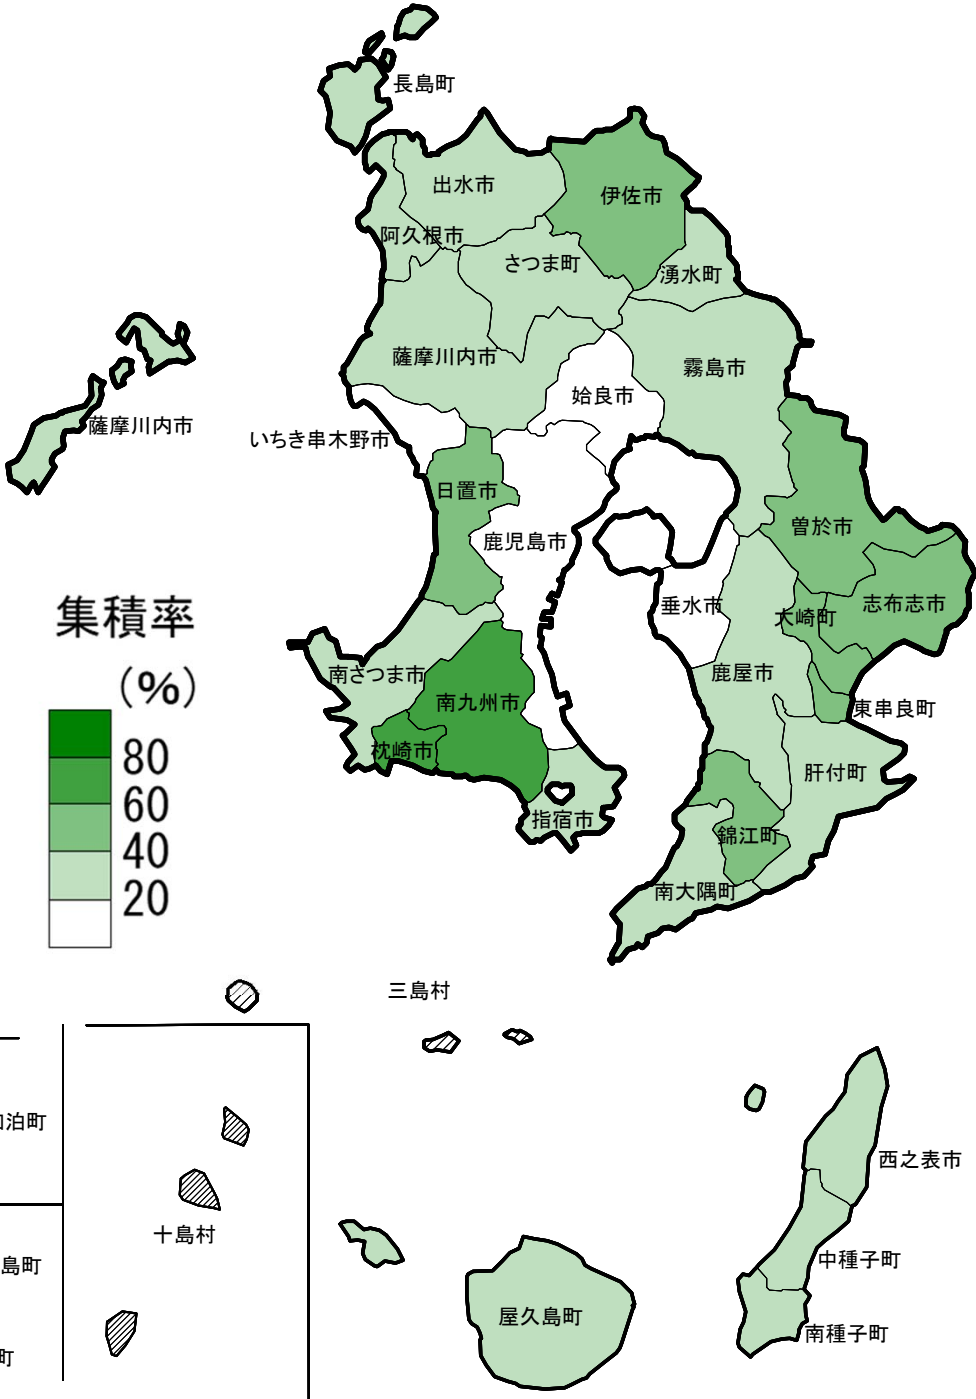 長島町
出水市
伊佐市
阿久根市
さつま町
湧水町
薩摩川内市
霧島市
姶良市
薩摩川内市
いちき串木野市
日置市
曽於市
鹿児島市
集積率
(%)
80
60
40
20
垂水市
大崎町
志布志市
南さつま市
鹿屋市
南九州市
東串良町
枕崎市
肝付町
指宿市
錦江町
南大隅町
三島村
泊町
西之表市
十島村
島町
中種子町
屋久島町
南種子町
町